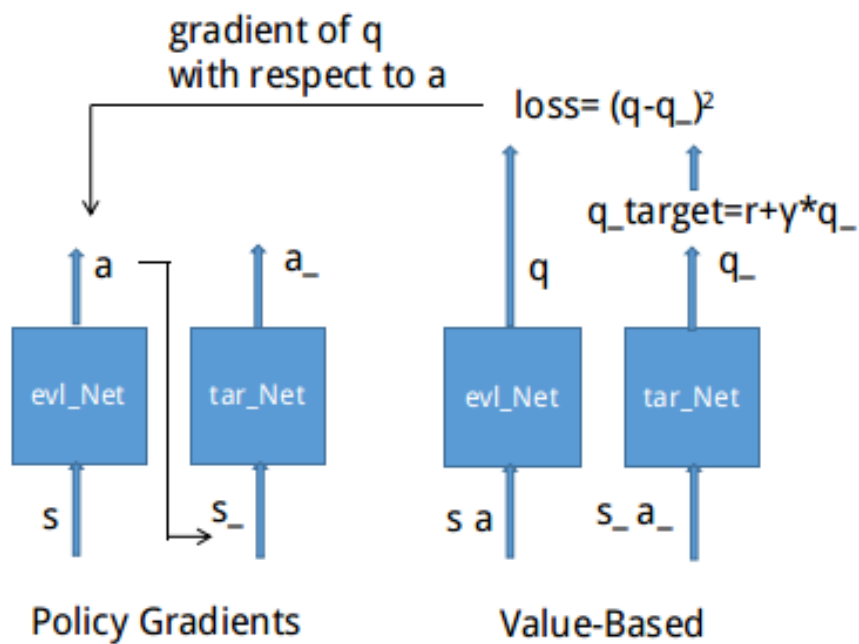 gradient of q
with respect to a
loss= (q-q_)²
q_target=r+γ*q_
a
a_
q
q_
evl_Net
tar_Net
evl_Net
tar_Net
s
s_
s a
s_ a_
Policy Gradients
Value-Based